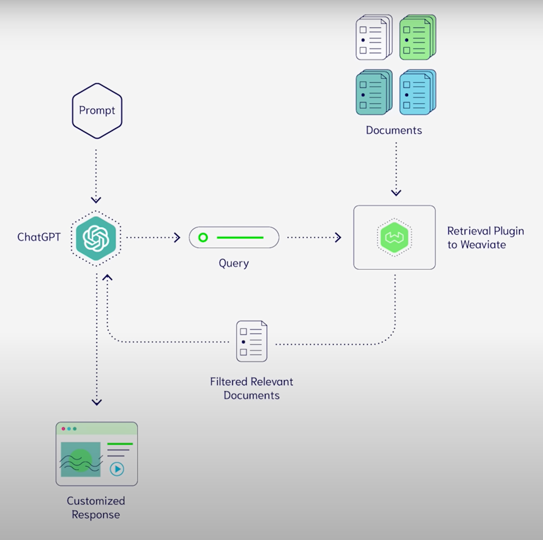 Prompt
Documents
ChatGPT
Query
Retrieval Plugin
to Weaviate
Filtered Relevant
Documents
Customized
Response